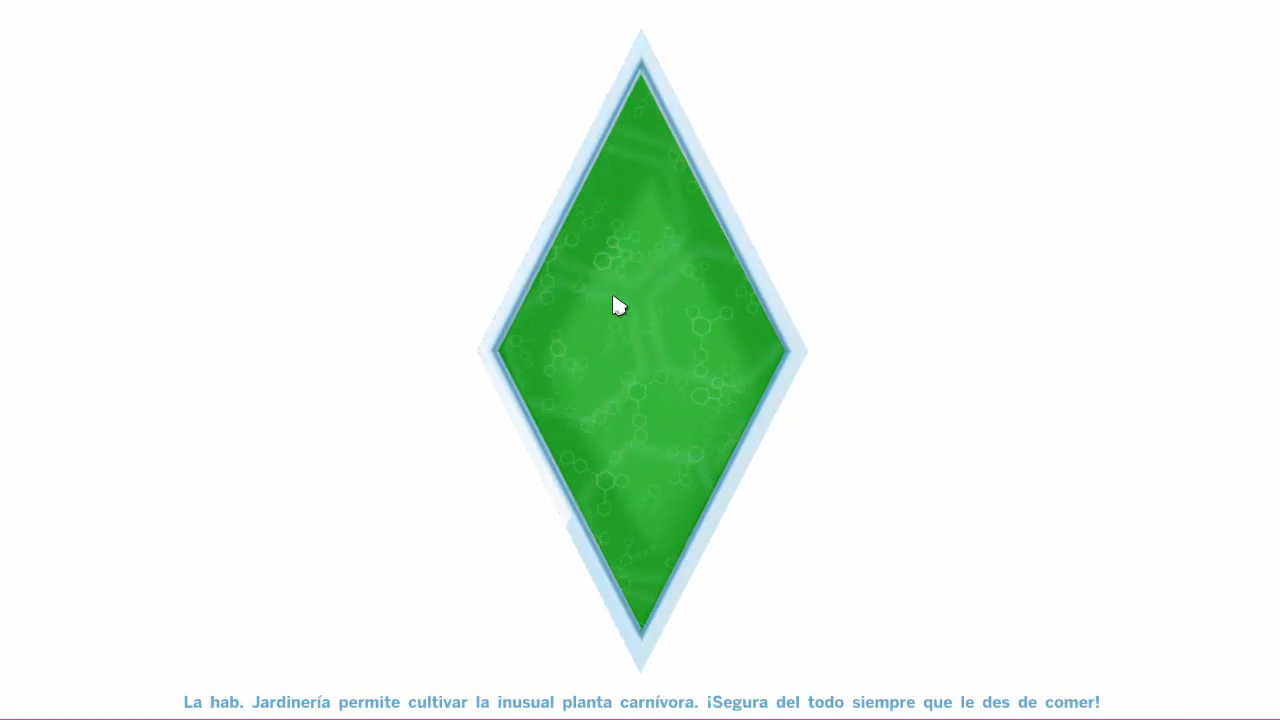 La hab. Jardinería permite cultivar la inusual planta carnívora. ¡Segura del todo siempre que le des de comer!